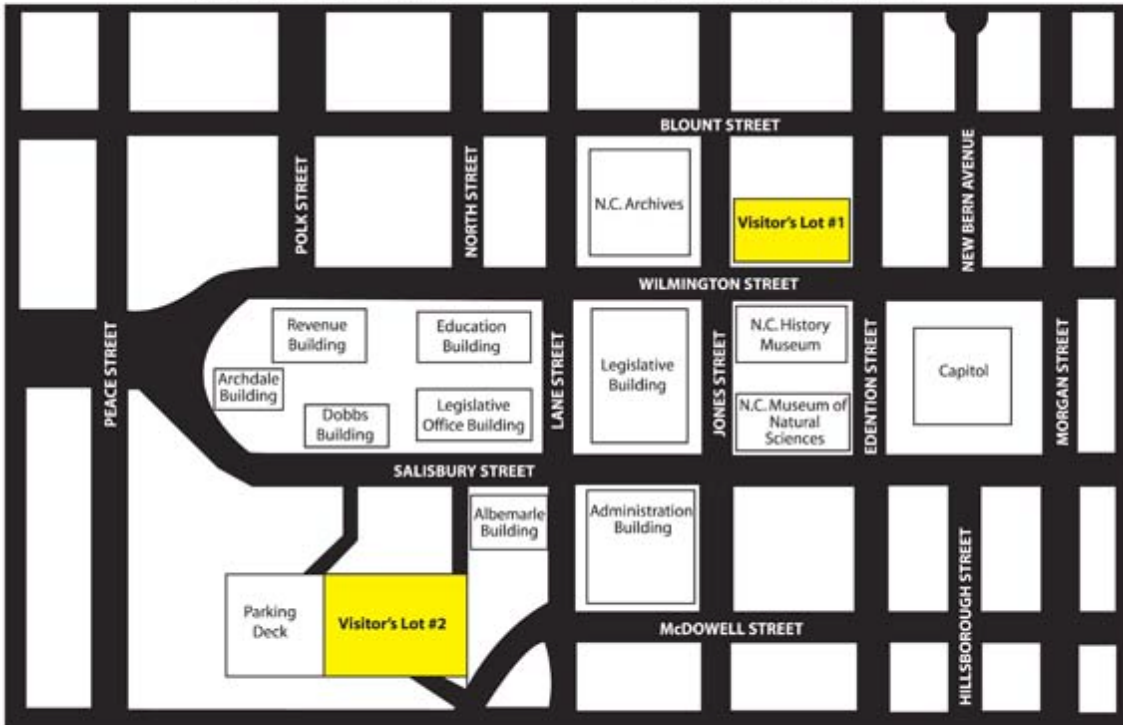 BLOUNT STREET
POLK STREET
NORTH STREET
NEW BERN AVENUE
N.C. Archives
Visitor's Lot #1
WILMINGTON STREET
PEACE STREET
Revenue
Building
Education
Building
LANE STREET
Legislative
Building
JONES STREET
N.C. History
Museum
EDENTION STREET
Capitol
MORGAN STREET
Archdale
Building
Dobbs
Building
Legislative
Office Building
N.C. Museum of
Natural
Sciences
SALISBURY STREET
Albemarle
Building
Administration
Building
HILLSBOROUGH STREET
Parking
Deck
Visitor's Lot #2
McDOWELL STREET